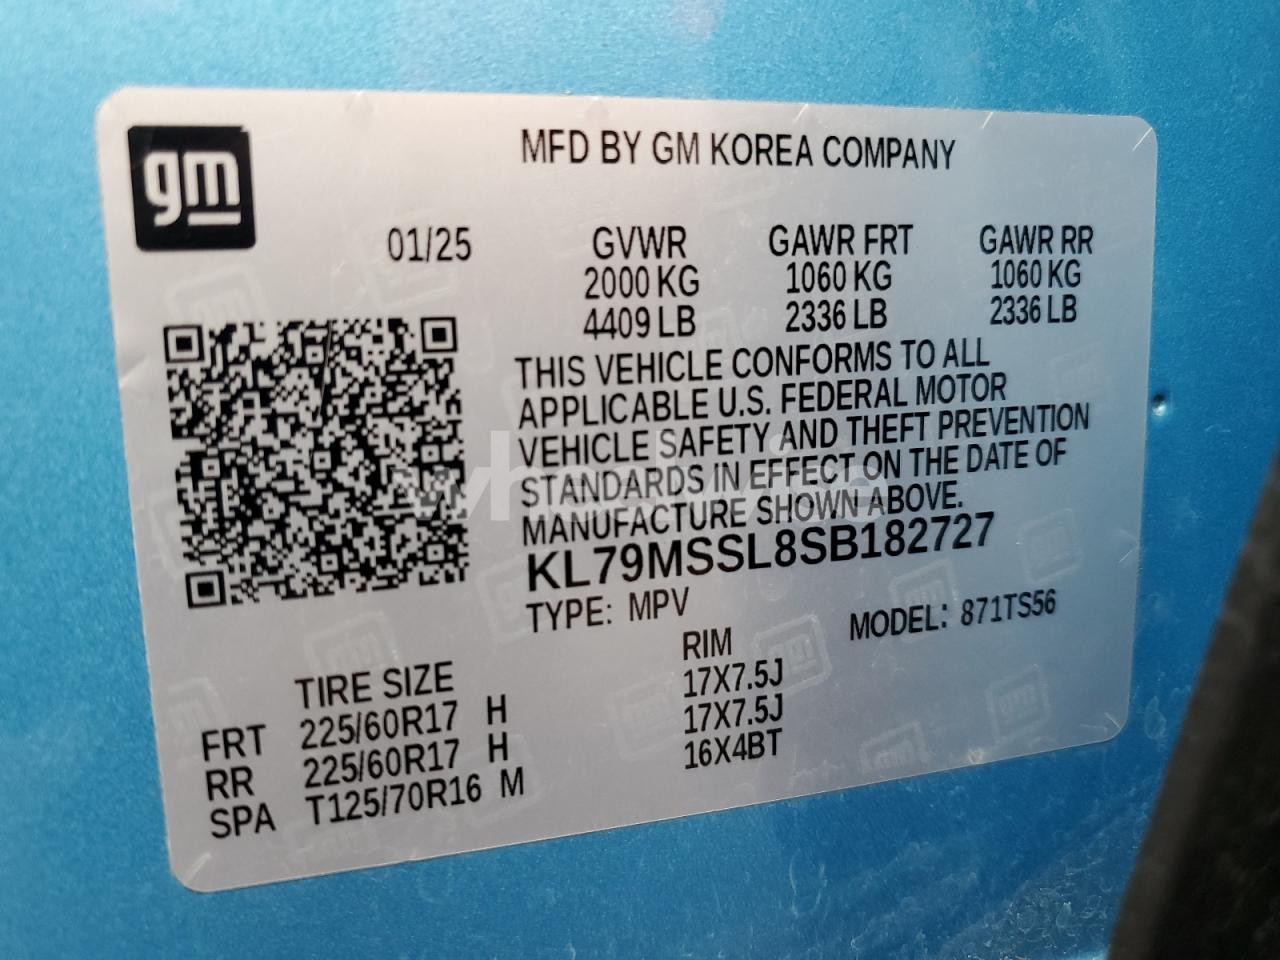 gm
MFD BY GM KOREA COMPANY
01/25 GVWR GAWR FRT GAWR RR
2000 KG 1060 KG 1060 KG
4409 LB 2336 LB 2336 LB
THIS VEHICLE CONFORMS TO ALL
APPLICABLE U.S. FEDERAL MOTOR
VEHICLE SAFETY AND THEFT PREVENTION
STANDARDS IN EFFECT ON THE DATE OF
MANUFACTURE SHOWN ABOVE.
KL79MSSL8SB182727
TYPE: MPV MODEL: 871TS56
TIRE SIZE RIM
FRT 225/60R17 H 17X7.5J
RR 225/60R17 H 17X7.5J
SPA T125/70R16 M 16X4BT